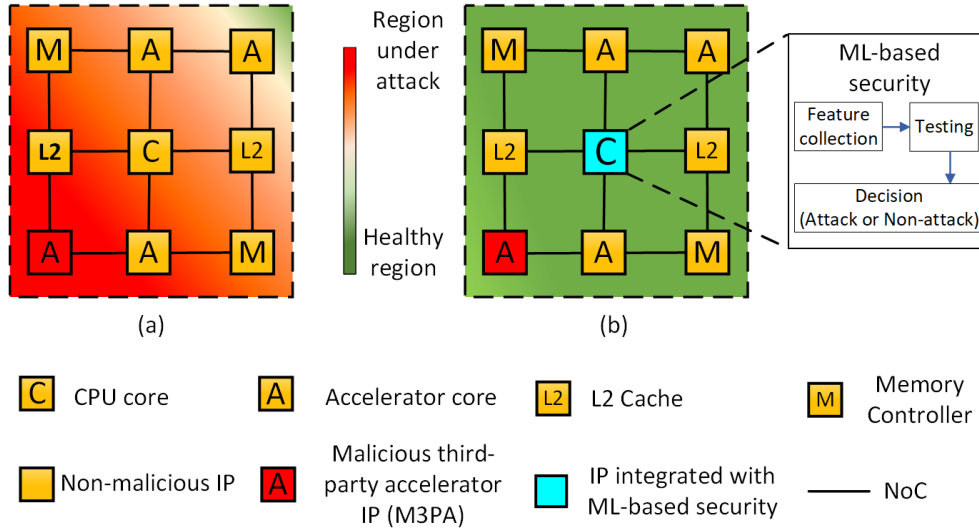 M A A
L2 C L2
A A M
(a)
Region
under
attack
Healthy
region
M A A
L2 C L2
A A M
(b)
ML-based
security
Feature
collection
Testing
Decision
(Attack or Non-attack)
C CPU core
A Accelerator core
L2 L2 Cache
M Memory
Controller
Non-malicious IP
A Malicious third-
party accelerator
IP (M3PA)
IP integrated with
ML-based security
NoC